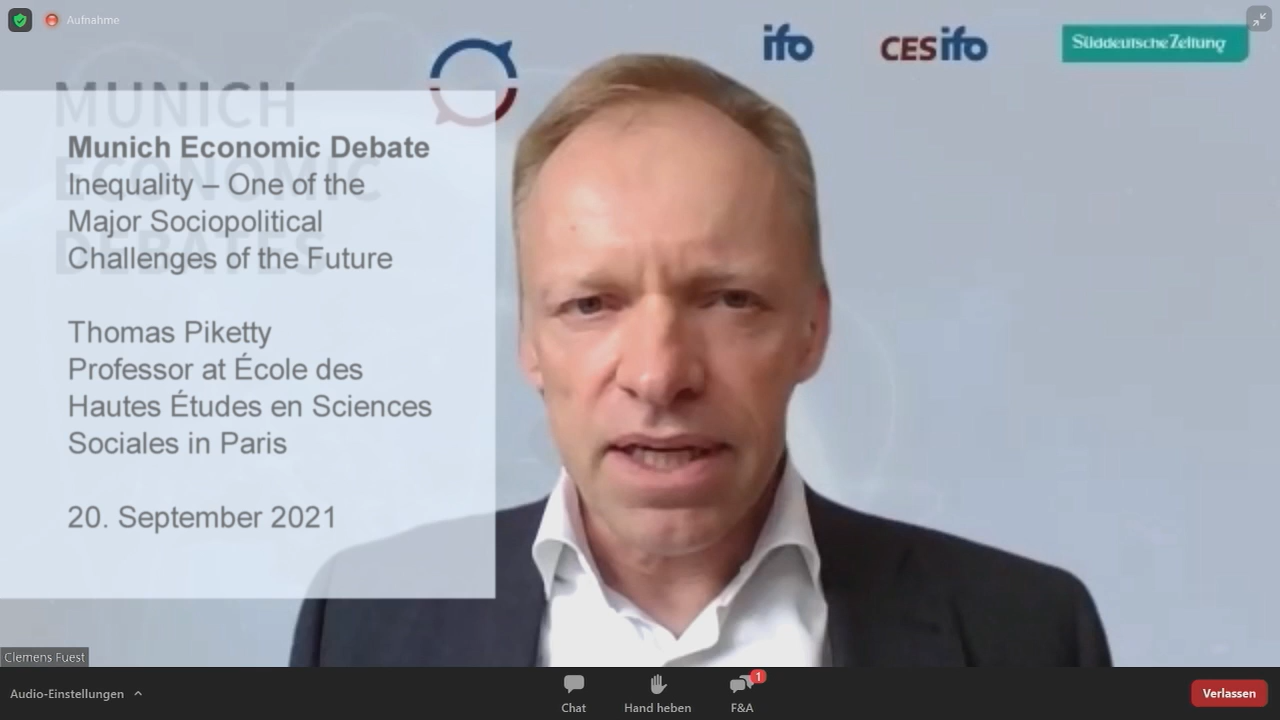 Aufnahme
ifo
CESifo
Süddeutsche Zeitung
MUNICH
ECONOMIC
DEBATES
Munich Economic Debate
Inequality – One of the
Major Sociopolitical
Challenges of the Future
Thomas Piketty
Professor at École des
Hautes Études en Sciences
Sociales in Paris
20. September 2021
Clemens Fuest
Audio-Einstellungen
Chat
Hand heben
1
F&A
Verlassen